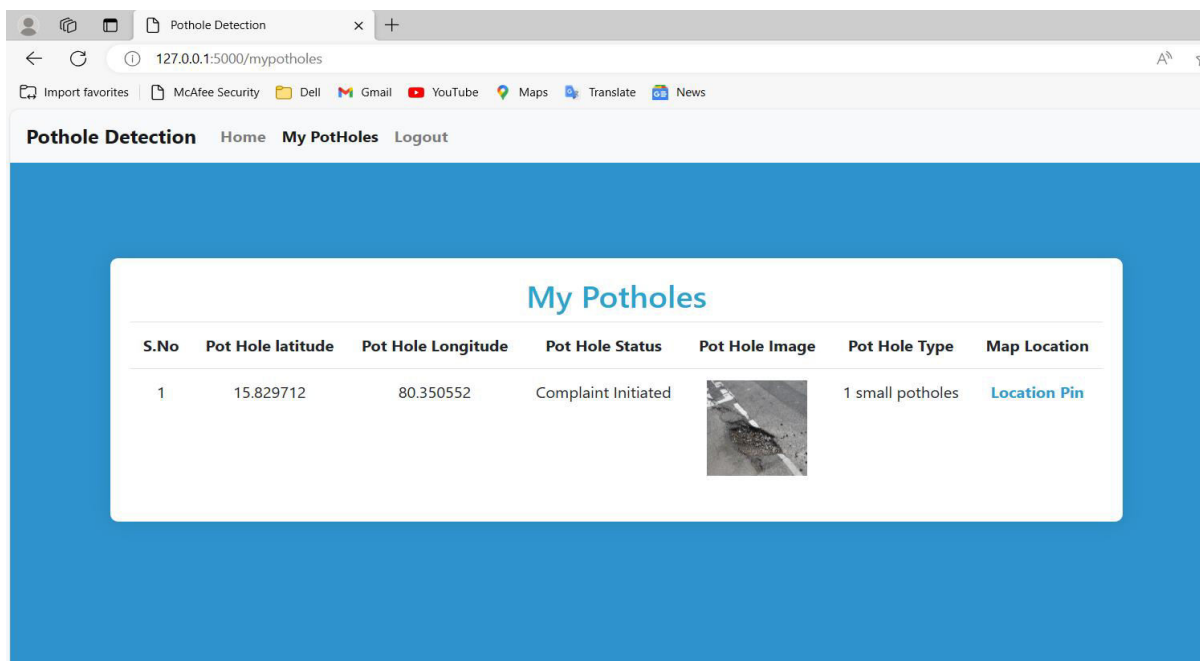 Pothole Detection
127.0.0.1:5000/mypotholes
Import favorites McAfee Security Dell Gmail YouTube Maps Translate News
Pothole Detection Home My PotHoles Logout
My Potholes
S.No Pot Hole latitude Pot Hole Longitude Pot Hole Status Pot Hole Image Pot Hole Type Map Location
1 15.829712 80.350552 Complaint Initiated 1 small potholes Location Pin